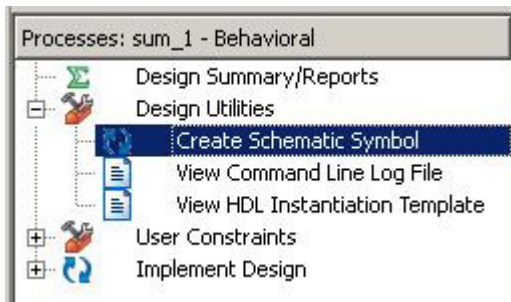 Processes: sum_1 - Behavioral
Design Summary/Reports
Design Utilities
Create Schematic Symbol
View Command Line Log File
View HDL Instantiation Template
User Constraints
Implement Design